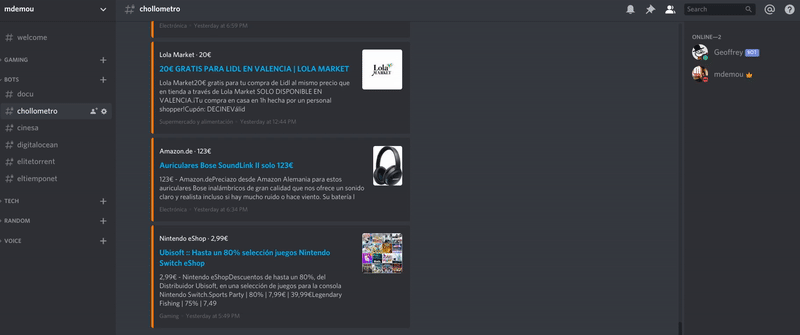 mdemou
# chollometro
Search
# welcome
GAMING
BOTS
# docu
# chollometro
# cinesa
# digitalocean
# elitetorrent
# eltiemponet
TECH
RANDOM
VOICE
Electrónica · Yesterday at 6:59 PM
Lola Market · 20€
20€ GRATIS PARA LIDL EN VALENCIA | LOLA MARKET
Lola Market20€ gratis para tu compra de Lidl al mismo precio que
en tienda a través de Lola Market SOLO DISPONIBLE EN
VALENCIA.¡Tu compra en casa en 1h hecha por un personal
shopper!Cupón: DECINEVálid
Supermercado y alimentación · Yesterday at 12:44 PM
Lola
MARKET
Amazon.de · 123€
Auriculares Bose SoundLink II solo 123€
123€ - Amazon.dePreciazo desde Amazon Alemania para estos
auriculares Bose inalámbricos de gran calidad que nos ofrece un sonido
claro y realista incluso si hay mucho ruido o hace viento. Su batería l
Electrónica · Yesterday at 6:34 PM
Nintendo eShop · 2,99€
Ubisoft :: Hasta un 80% selección juegos Nintendo
Switch eShop
2,99€ - Nintendo eShopDescuentos de hasta un 80%, del
Distribuidor Ubisoft, en una selección de juegos para la consola
Nintendo Switch.Sports Party | 80% | 7,99€ | 39,99€Legendary
Fishing | 75% | 7,49
Gaming · Yesterday at 5:49 PM
ONLINE—2
Geoffrey BOT
mdemou